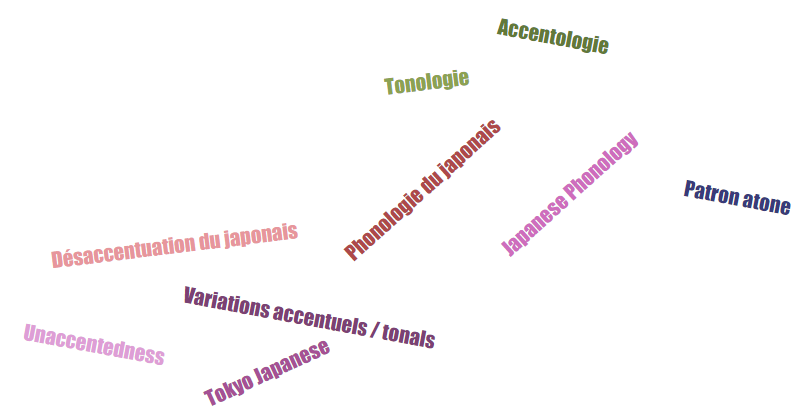 Accentologie
Tonologie
Phonologie du japonais
Japanese Phonology
Patron atone
Désaccentuation du japonais
Variations accentuels / tonals
Unaccentedness
Tokyo Japanese